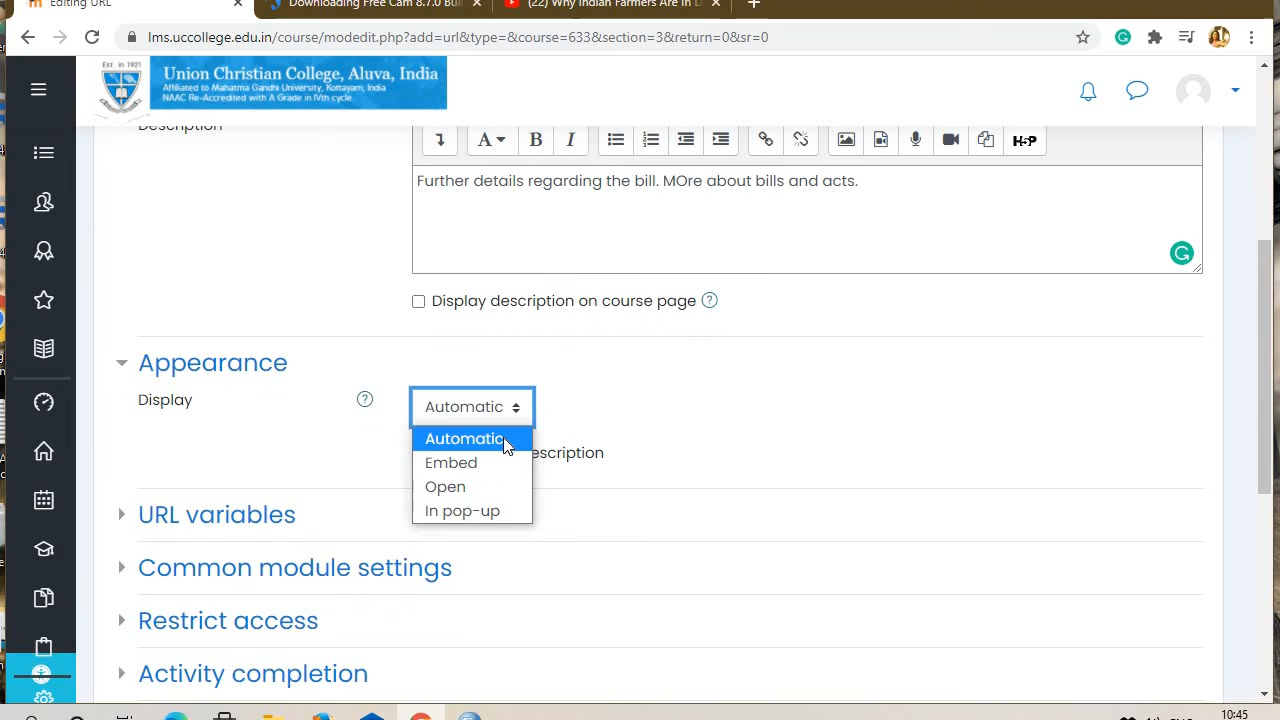 Editing URL
Downloading Free Cam 8.7.0 Buil
(22) Why Indian Farmers Are In D
lms.uccollege.edu.in/course/modedit.php?add=url&type=&course=633&section=3&return=0&sr=0
Est. in 1921
Union Christian College, Aluva, India
Affiliated to Mahatma Gandhi University, Kottayam, India
NAAC Re-Accredited with A Grade in IVth cycle
Description
A B I H5P
Further details regarding the bill. MOre about bills and acts.
Display description on course page
Appearance
Display
Automatic
Automatic
escription
Embed
Open
In pop-up
URL variables
Common module settings
Restrict access
Activity completion
10:45